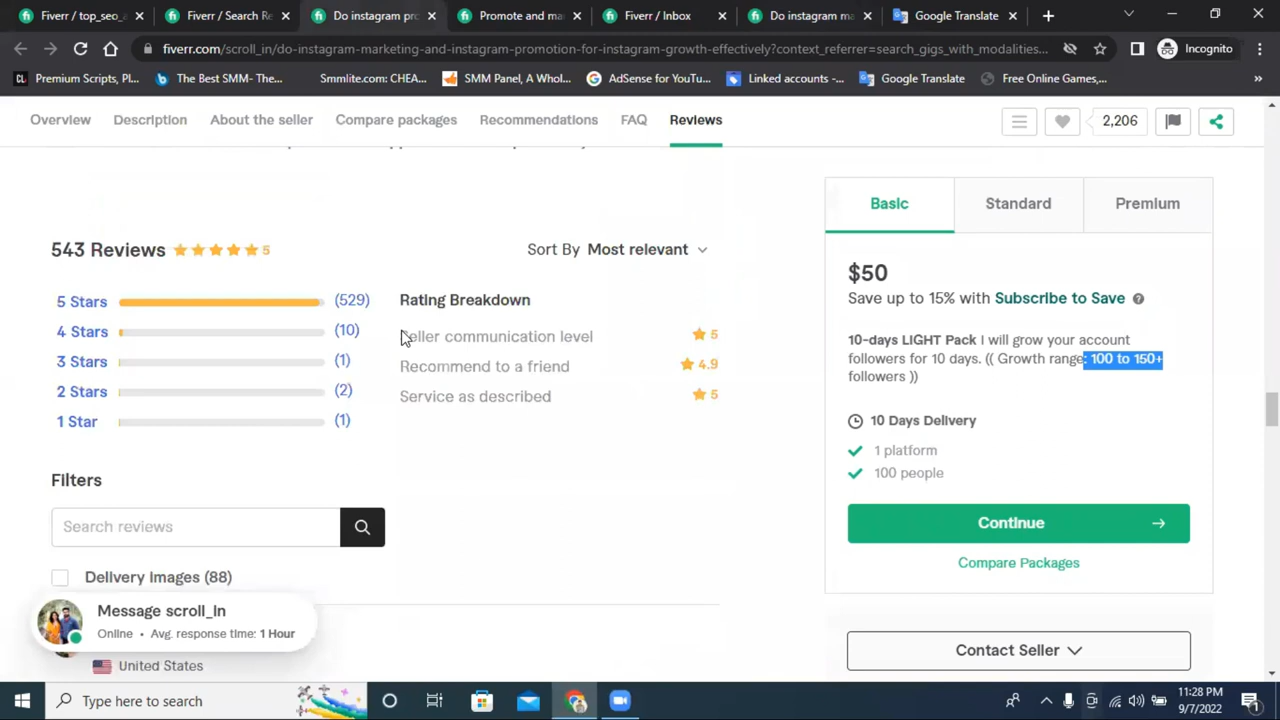 Fiverr / top_seo_a
Fiverr / Search Re
Do instagram pro
Promote and ma
Fiverr / Inbox
Do instagram ma
Google Translate
fiverr.com/scroll_in/do-instagram-marketing-and-instagram-promotion-for-instagram-growth-effectively?context_referrer=search_gigs_with_modalities...
Incognito
Premium Scripts, Pl...
The Best SMM- The...
Smmlite.com: CHEA...
SMM Panel, A Whol...
AdSense for YouTu...
Linked accounts -...
Google Translate
Free Online Games,...
»
Overview
Description
About the seller
Compare packages
Recommendations
FAQ
Reviews
2,206
543 Reviews 5
Sort By Most relevant
5 Stars (529)
4 Stars (10)
3 Stars (1)
2 Stars (2)
1 Star (1)
Rating Breakdown
Seller communication level 5
Recommend to a friend 4.9
Service as described 5
Filters
Search reviews
Delivery Images (88)
Message scroll_in
Online • Avg. response time: 1 Hour
United States
Basic
Standard
Premium
$50
Save up to 15% with Subscribe to Save
10-days LIGHT Pack I will grow your account
followers for 10 days. (( Growth range: 100 to 150+
followers ))
10 Days Delivery
1 platform
100 people
Continue
Compare Packages
Contact Seller
Type here to search
11:28 PM
9/7/2022
1